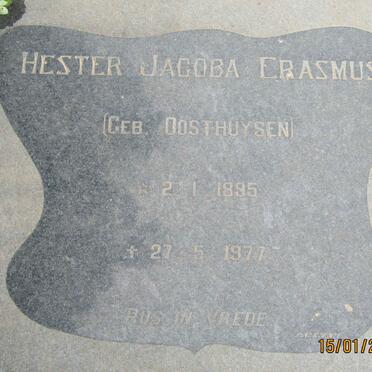 HESTER JACOBA ERASMUS
(GEB. OOSTHUYSEN)
2·1·1895
+ 27·5·1977
RUS IN VREDE
15/01/2